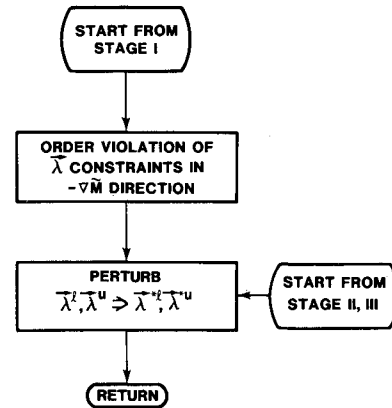 START FROM
STAGE I
ORDER VIOLATION OF
λ⃗ CONSTRAINTS IN
-∇M̃ DIRECTION
PERTURB
λ⃗ˡ, λ⃗ᵘ ⇒ λ⃗*ˡ, λ⃗*ᵘ
START FROM
STAGE II, III
RETURN